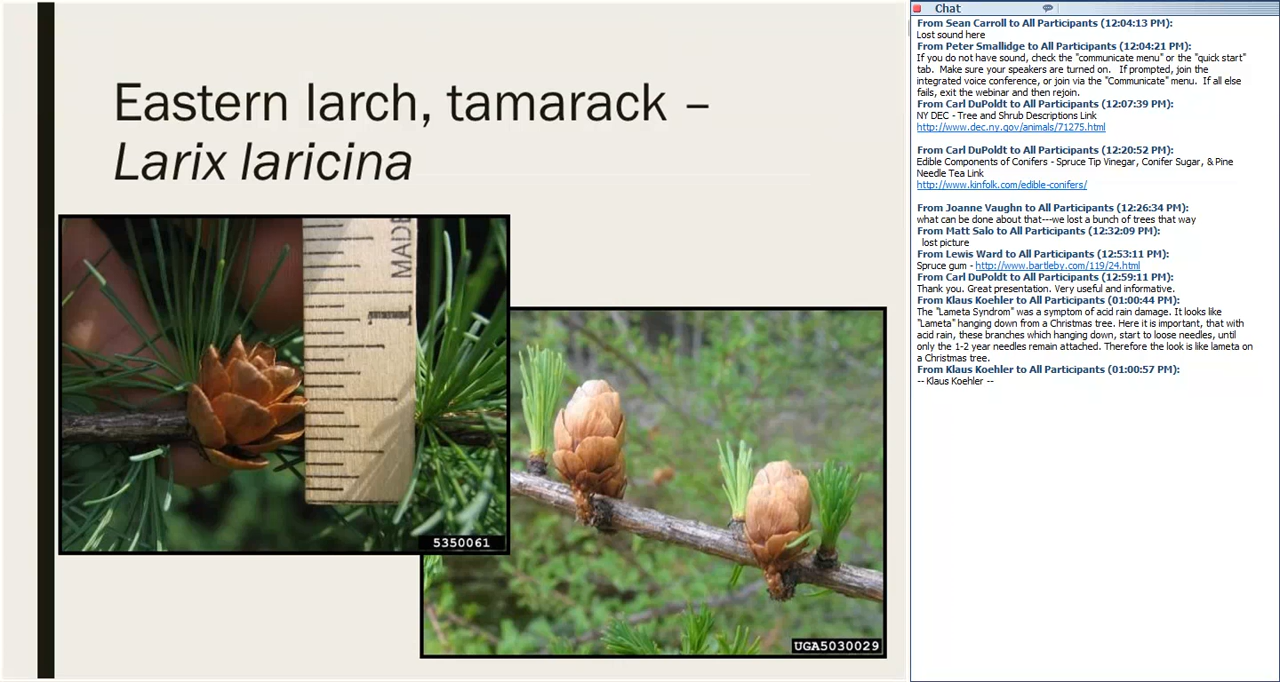 Eastern larch, tamarack –
Larix laricina
MADE
1
5350061
UGA5030029
Chat
From Sean Carroll to All Participants (12:04:13 PM):
Lost sound here
From Peter Smallidge to All Participants (12:04:21 PM):
If you do not have sound, check the "communicate menu" or the "quick start"
tab. Make sure your speakers are turned on. If prompted, join the
integrated voice conference, or join via the "Communicate" menu. If all else
fails, exit the webinar and then rejoin.
From Carl DuPoldt to All Participants (12:07:39 PM):
NY DEC - Tree and Shrub Descriptions Link
http://www.dec.ny.gov/animals/71275.html
From Carl DuPoldt to All Participants (12:20:52 PM):
Edible Components of Conifers - Spruce Tip Vinegar, Conifer Sugar, & Pine
Needle Tea Link
http://www.kinfolk.com/edible-conifers/
From Joanne Vaughn to All Participants (12:26:34 PM):
what can be done about that---we lost a bunch of trees that way
From Matt Salo to All Participants (12:32:09 PM):
lost picture
From Lewis Ward to All Participants (12:53:11 PM):
Spruce gum - http://www.bartleby.com/119/24.html
From Carl DuPoldt to All Participants (12:59:11 PM):
Thank you. Great presentation. Very useful and informative.
From Klaus Koehler to All Participants (01:00:44 PM):
The "Lameta Syndrom" was a symptom of acid rain damage. It looks like
"Lameta" hanging down from a Christmas tree. Here it is important, that with
acid rain, these branches which hanging down, start to loose needles, until
only the 1-2 year needles remain attached. Therefore the look is like lameta on
a Christmas tree.
From Klaus Koehler to All Participants (01:00:57 PM):
-- Klaus Koehler --